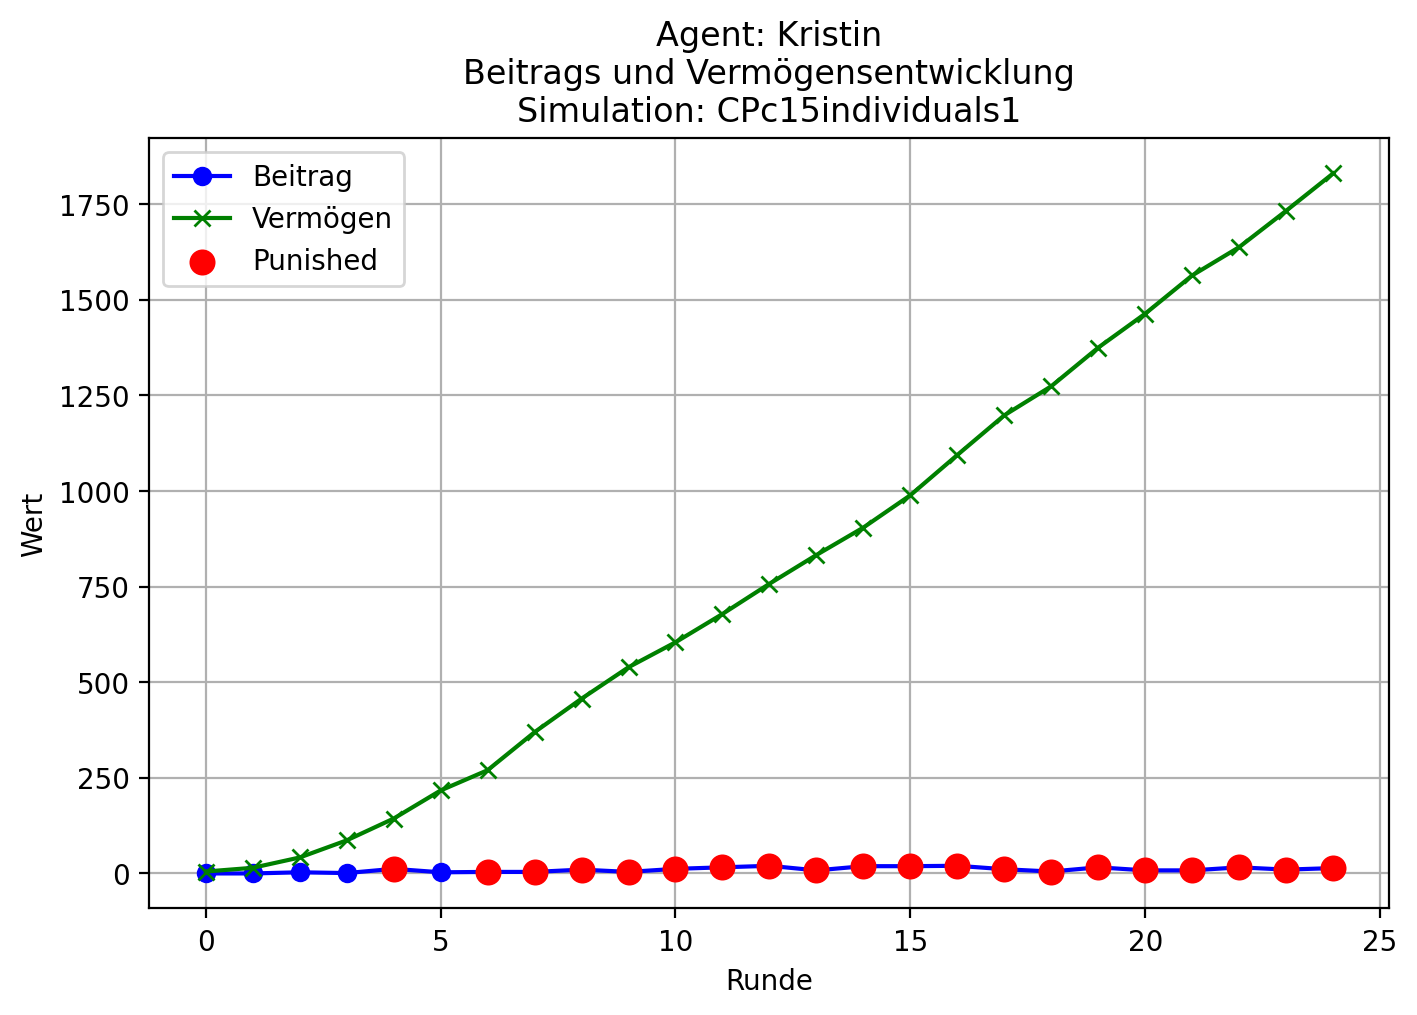 Agent: Kristin
Beitrags und Vermögensentwicklung
Simulation: CPc15individuals1
Beitrag
Vermögen
Punished
1750
1500
1250
1000
750
500
250
0
Wert
0 5 10 15 20 25
Runde